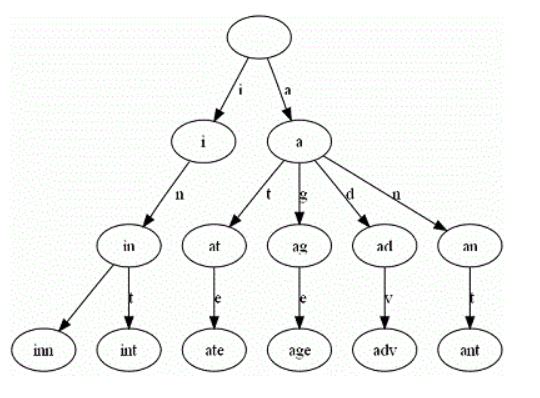 i a
i a
n t g d n
in at ag ad an
t e e v t
inn int ate age adv ant